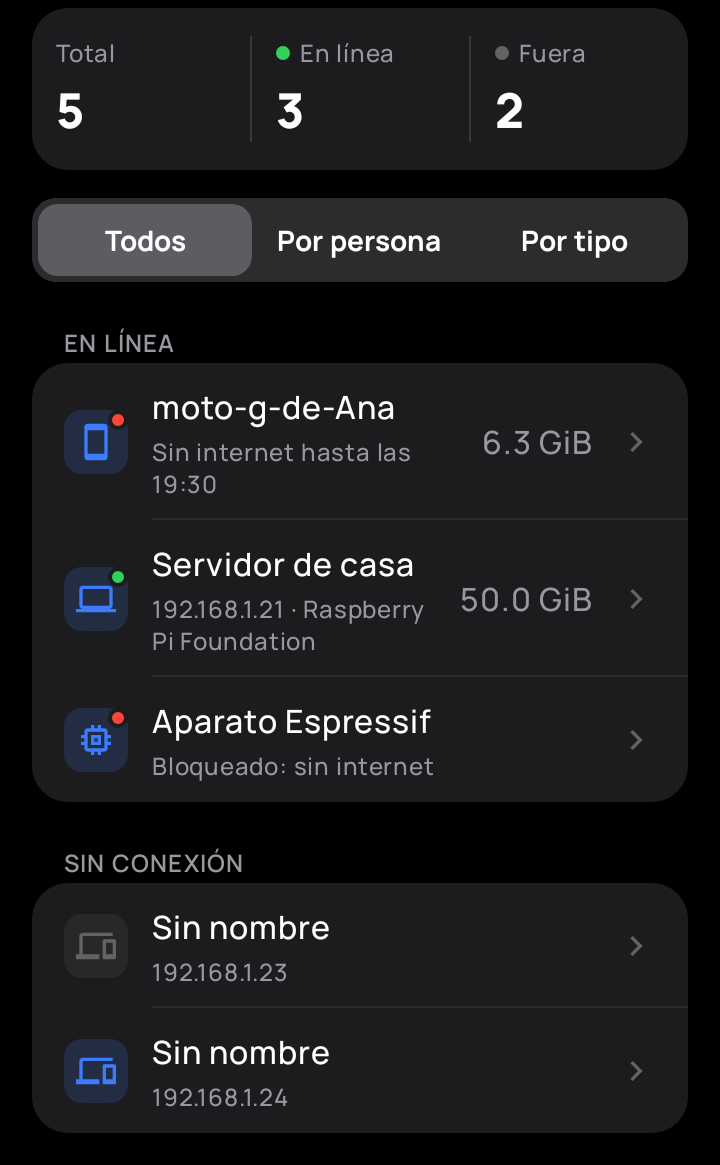 Total
En línea
Fuera
5
3
2
Todos
Por persona
Por tipo
EN LÍNEA
moto-g-de-Ana
Sin internet hasta las
19:30
6.3 GiB
Servidor de casa
192.168.1.21 · Raspberry
Pi Foundation
50.0 GiB
Aparato Espressif
Bloqueado: sin internet
SIN CONEXIÓN
Sin nombre
192.168.1.23
Sin nombre
192.168.1.24